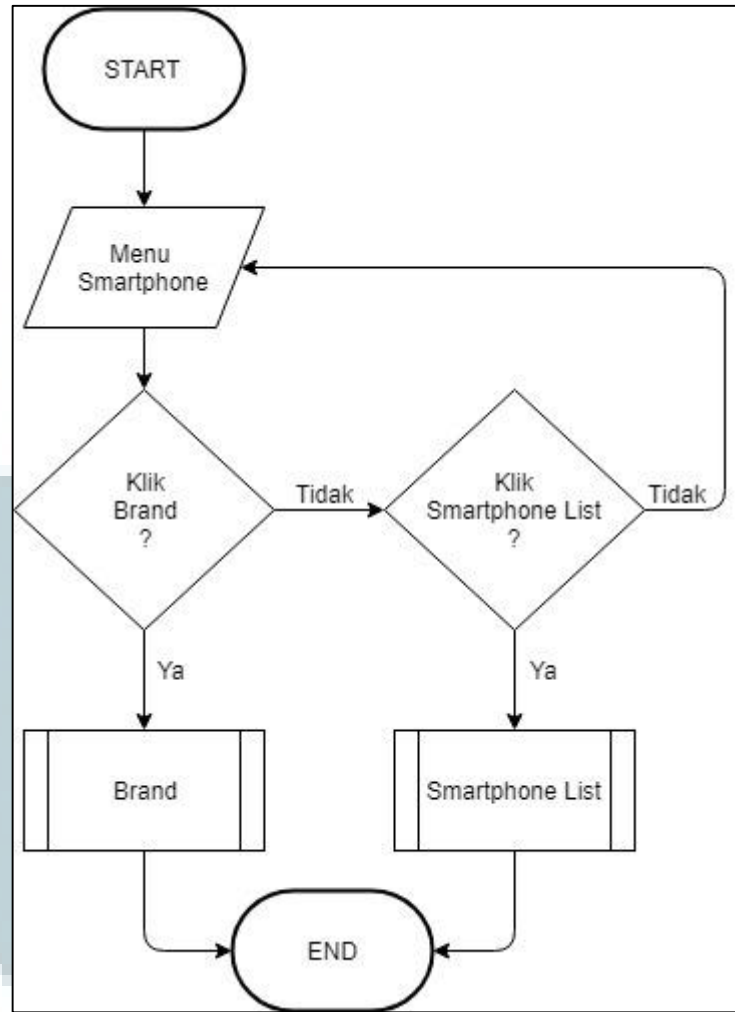 START
Menu
Smartphone
Klik
Brand
?
Tidak
Klik
Smartphone List
?
Tidak
Ya
Ya
Brand
Smartphone List
END